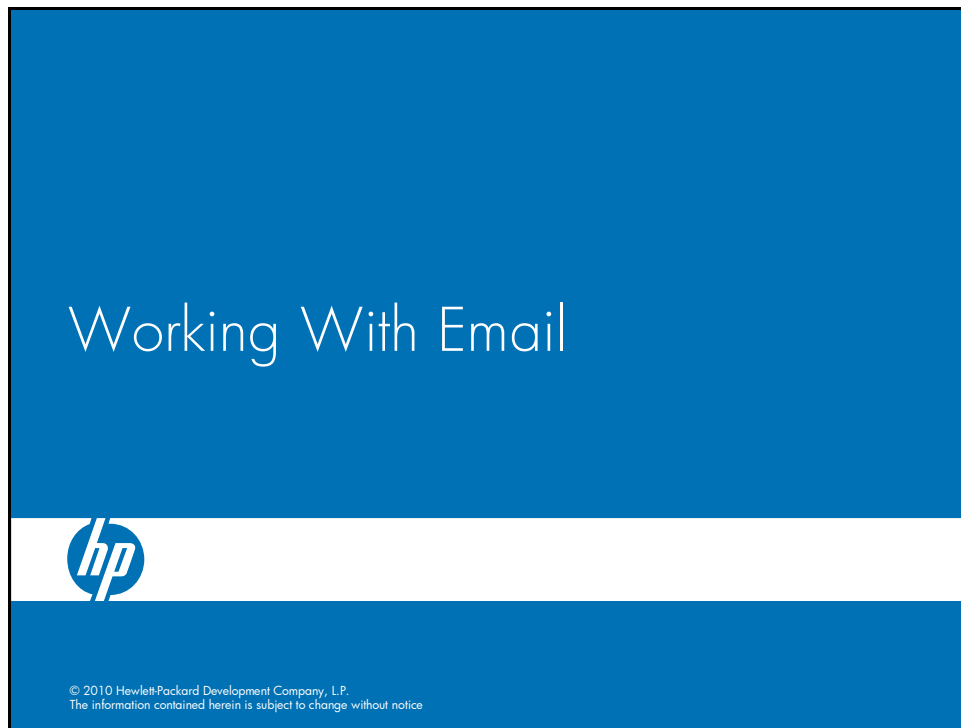 Working With Email
hp
© 2010 Hewlett-Packard Development Company, L.P.
The information contained herein is subject to change without notice